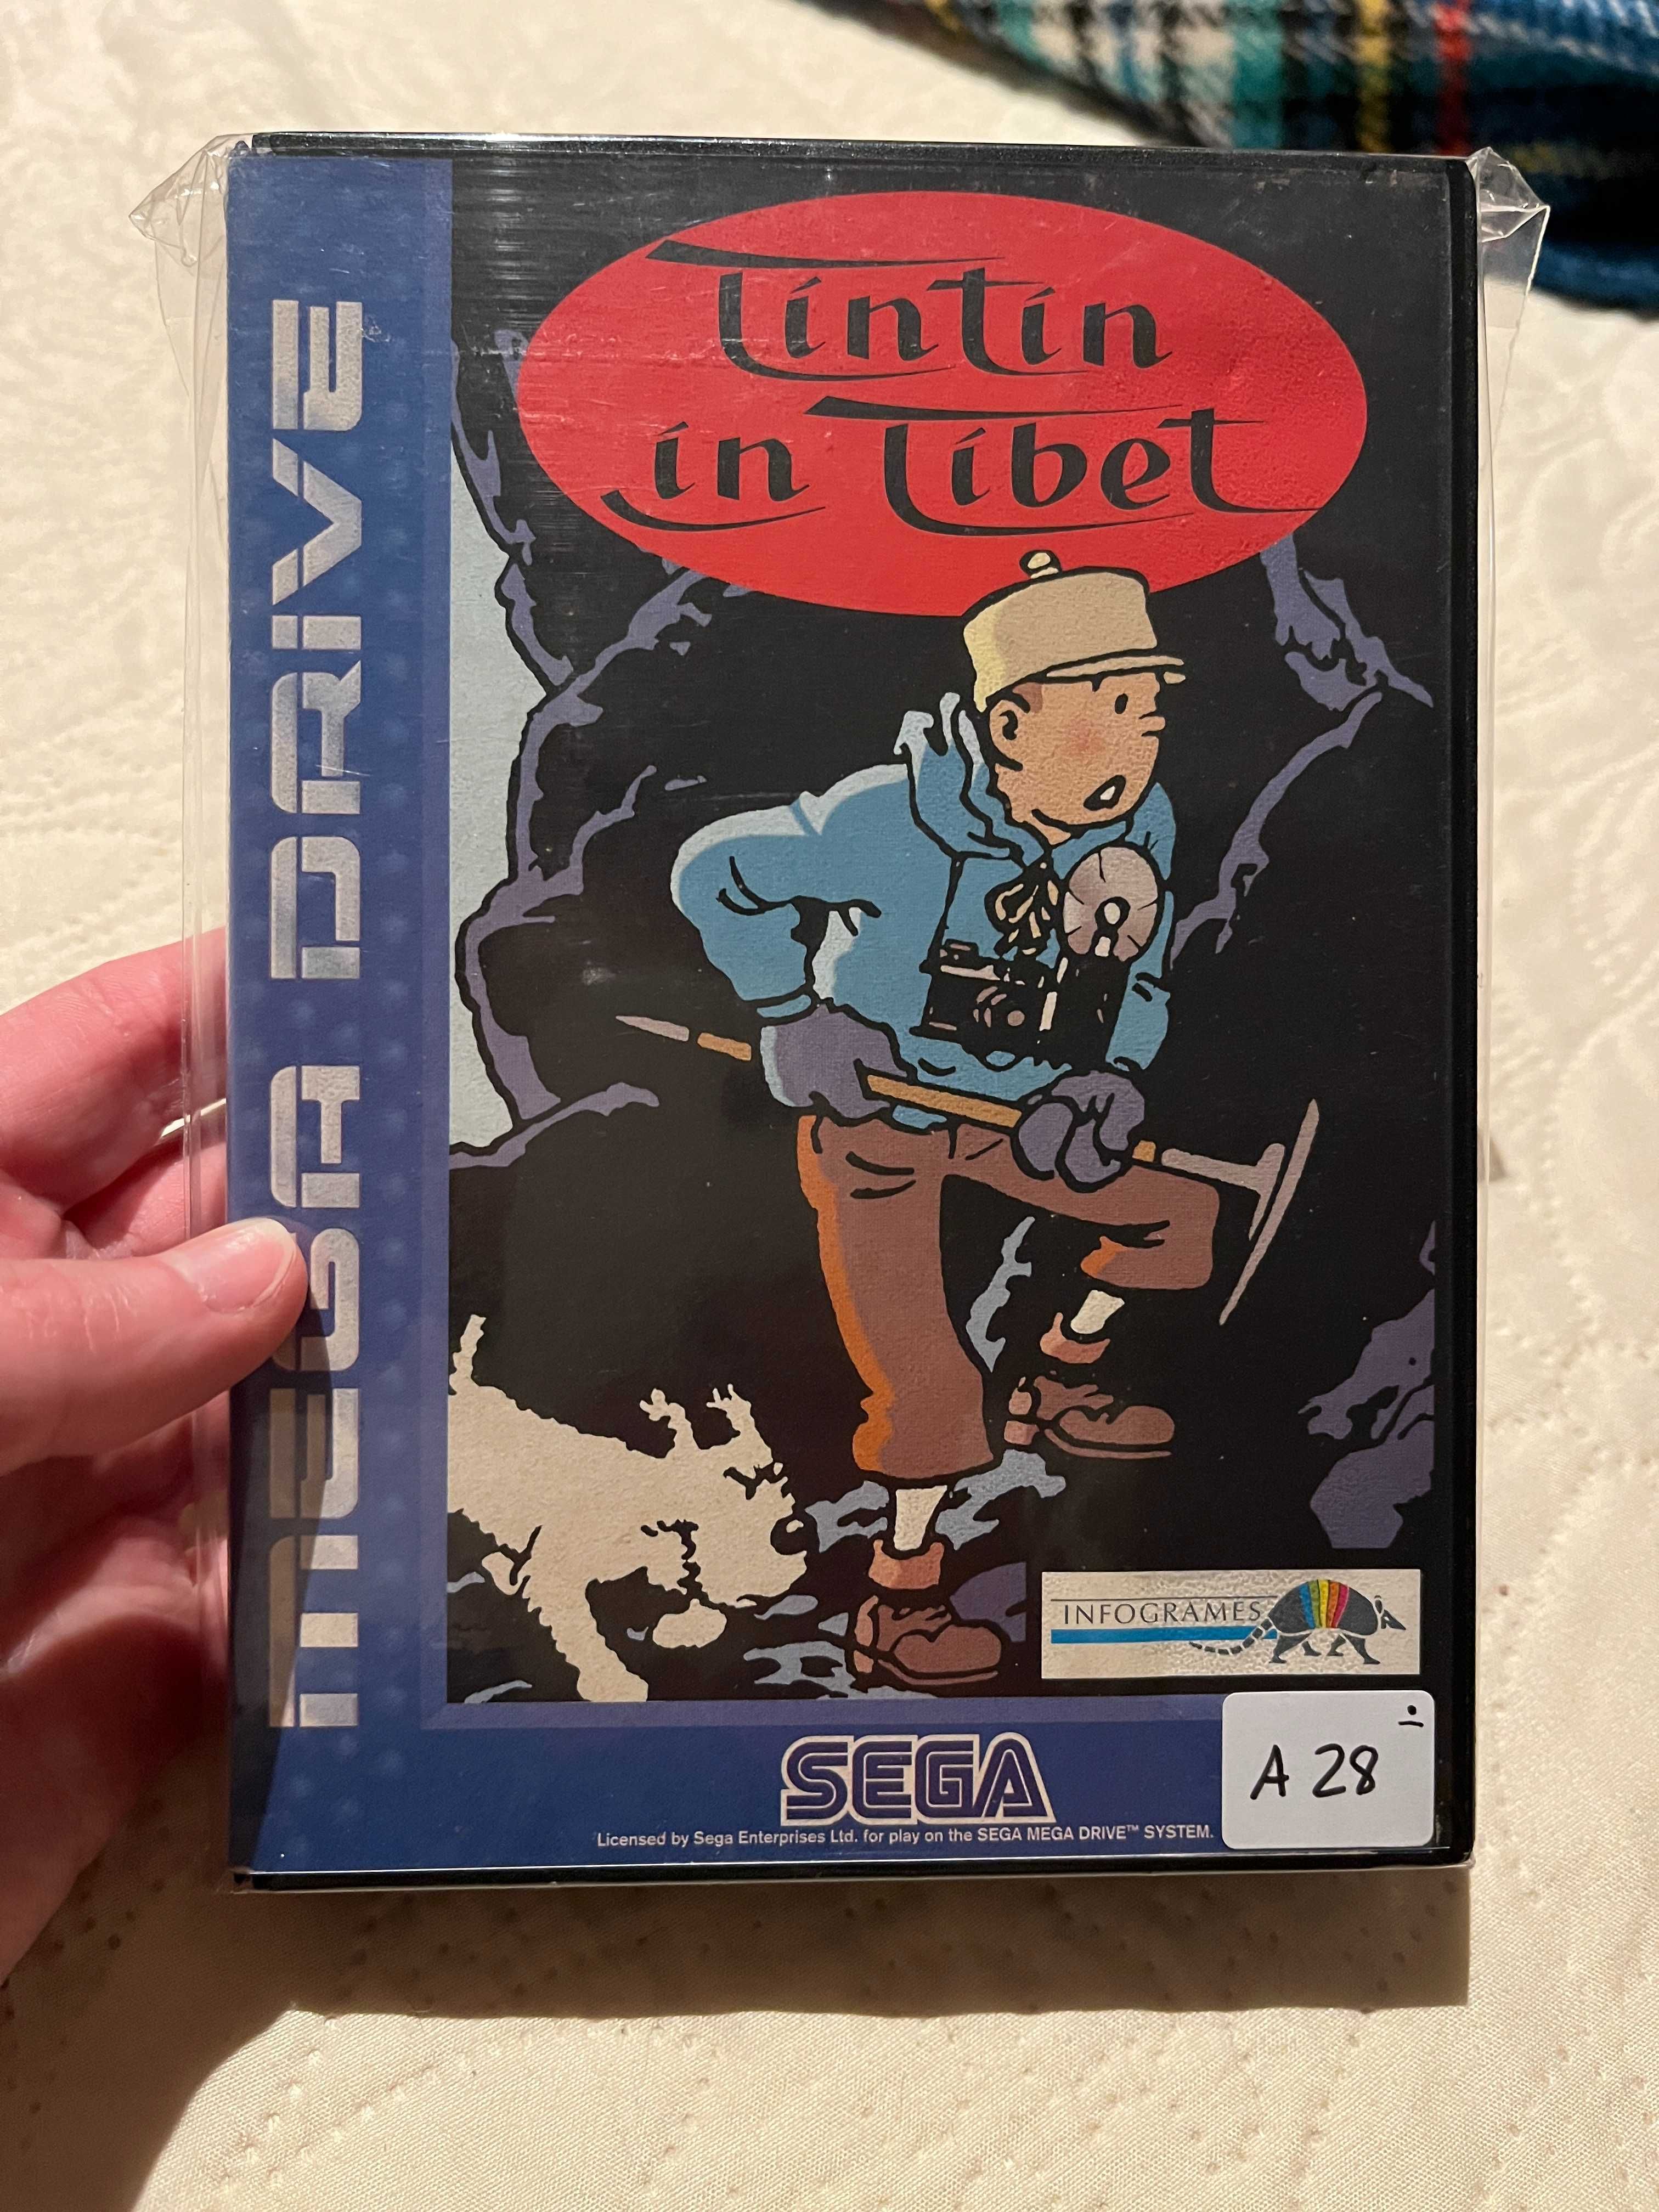 MEGA DRIVE
Tintin
in Tibet
INFOGRAMES
SEGA
Licensed by Sega Enterprises Ltd. for play on the SEGA MEGA DRIVE™ SYSTEM.
A 28